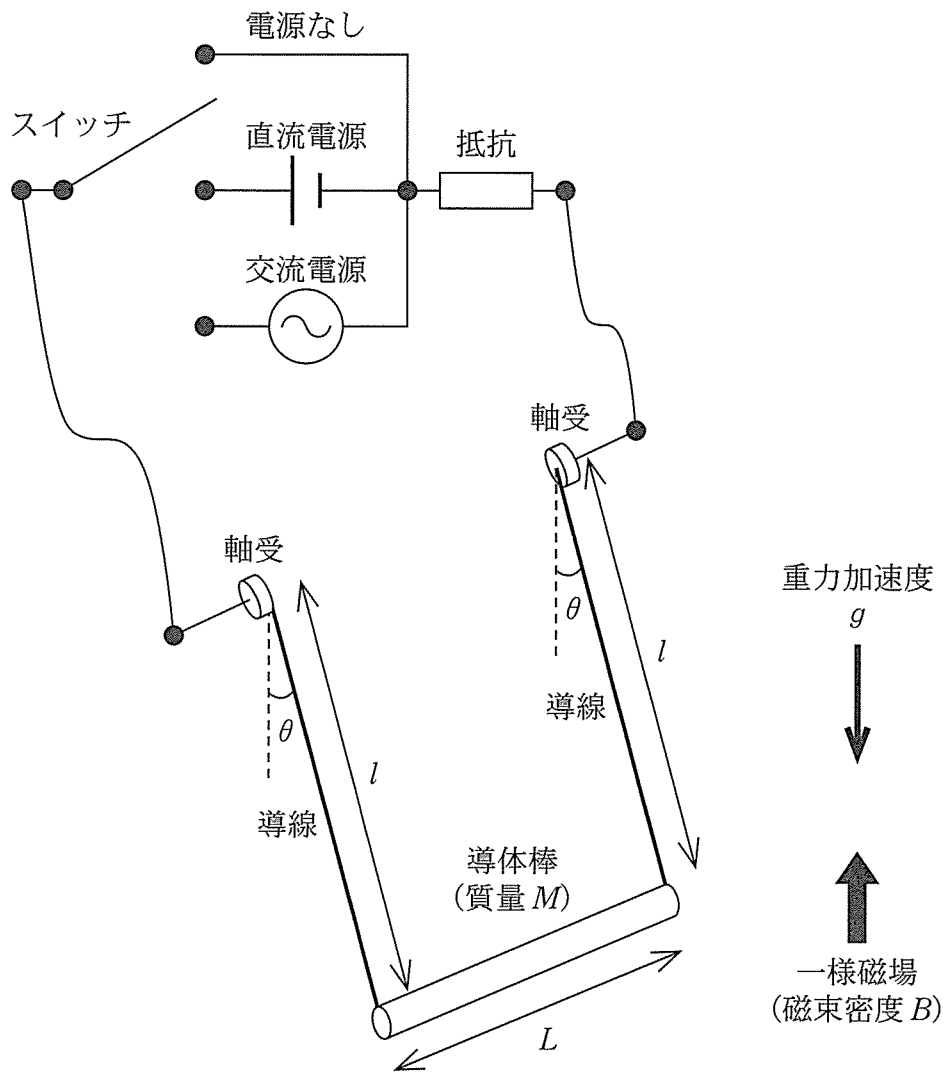 電源なし
スイッチ
直流電源
抵抗
交流電源
軸受
軸受
重力加速度
g
θ
l
θ
導線
l
導線
導体棒
(質量 M)
一様磁場
(磁束密度 B)
L